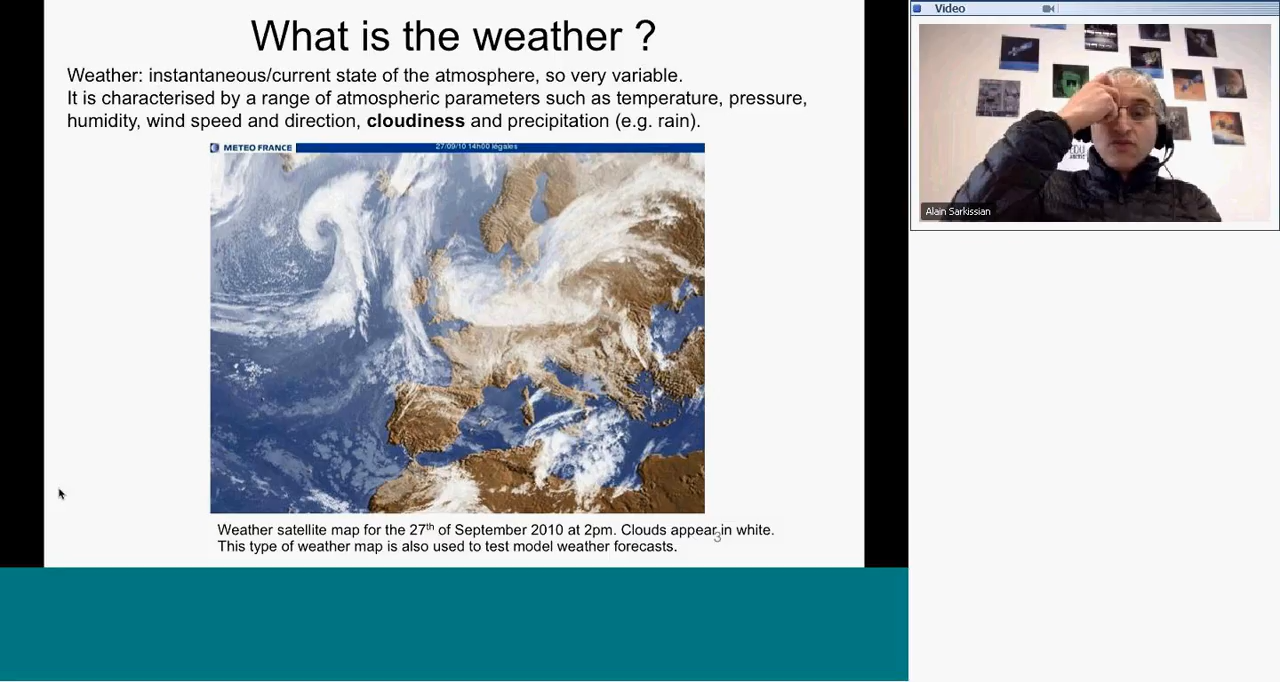 What is the weather ?
Weather: instantaneous/current state of the atmosphere, so very variable.
It is characterised by a range of atmospheric parameters such as temperature, pressure,
humidity, wind speed and direction, cloudiness and precipitation (e.g. rain).
METEO FRANCE
27/09/10 14h00 légales
Weather satellite map for the 27th of September 2010 at 2pm. Clouds appear in white.
This type of weather map is also used to test model weather forecasts.
3
Video
Alain Sarkissian